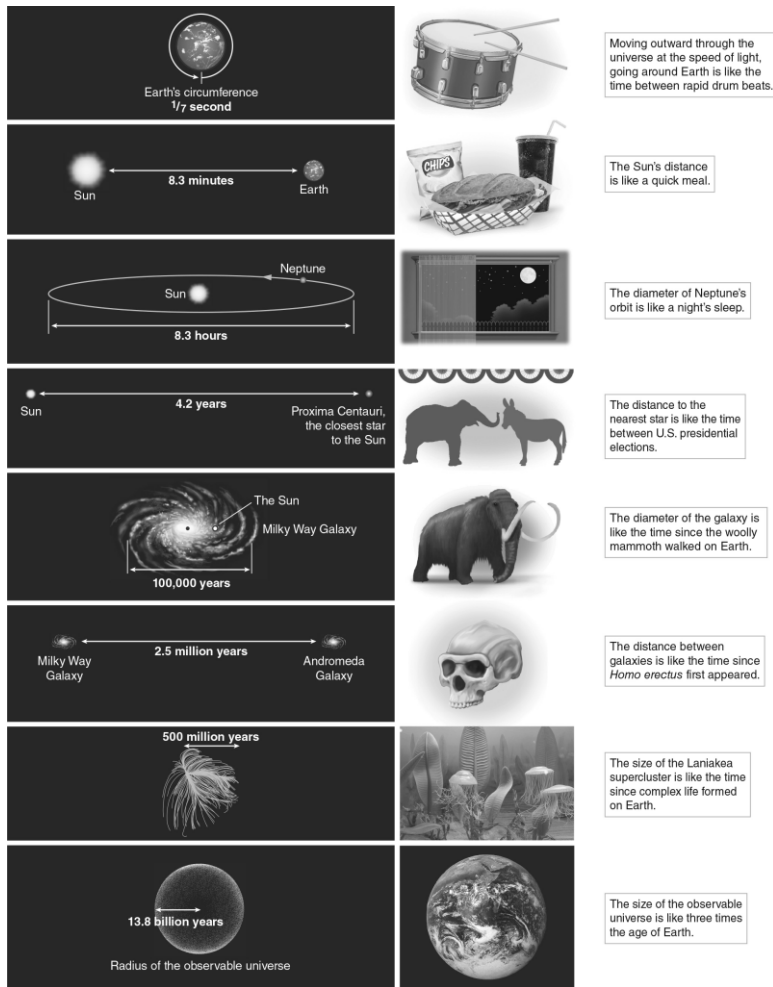 Earth's circumference
1/7 second
Moving outward through the
universe at the speed of light,
going around Earth is like the
time between rapid drum beats.
Sun
8.3 minutes
Earth
CHIPS
The Sun's distance
is like a quick meal.
Neptune
Sun
8.3 hours
The diameter of Neptune's
orbit is like a night's sleep.
Sun
4.2 years
Proxima Centauri,
the closest star
to the Sun
The distance to the
nearest star is like the time
between U.S. presidential
elections.
The Sun
Milky Way Galaxy
100,000 years
The diameter of the galaxy is
like the time since the woolly
mammoth walked on Earth.
2.5 million years
Milky Way
Galaxy
Andromeda
Galaxy
The distance between
galaxies is like the time since
Homo erectus first appeared.
500 million years
The size of the Laniakea
supercluster is like the time
since complex life formed
on Earth.
13.8 billion years
Radius of the observable universe
The size of the observable
universe is like three times
the age of Earth.